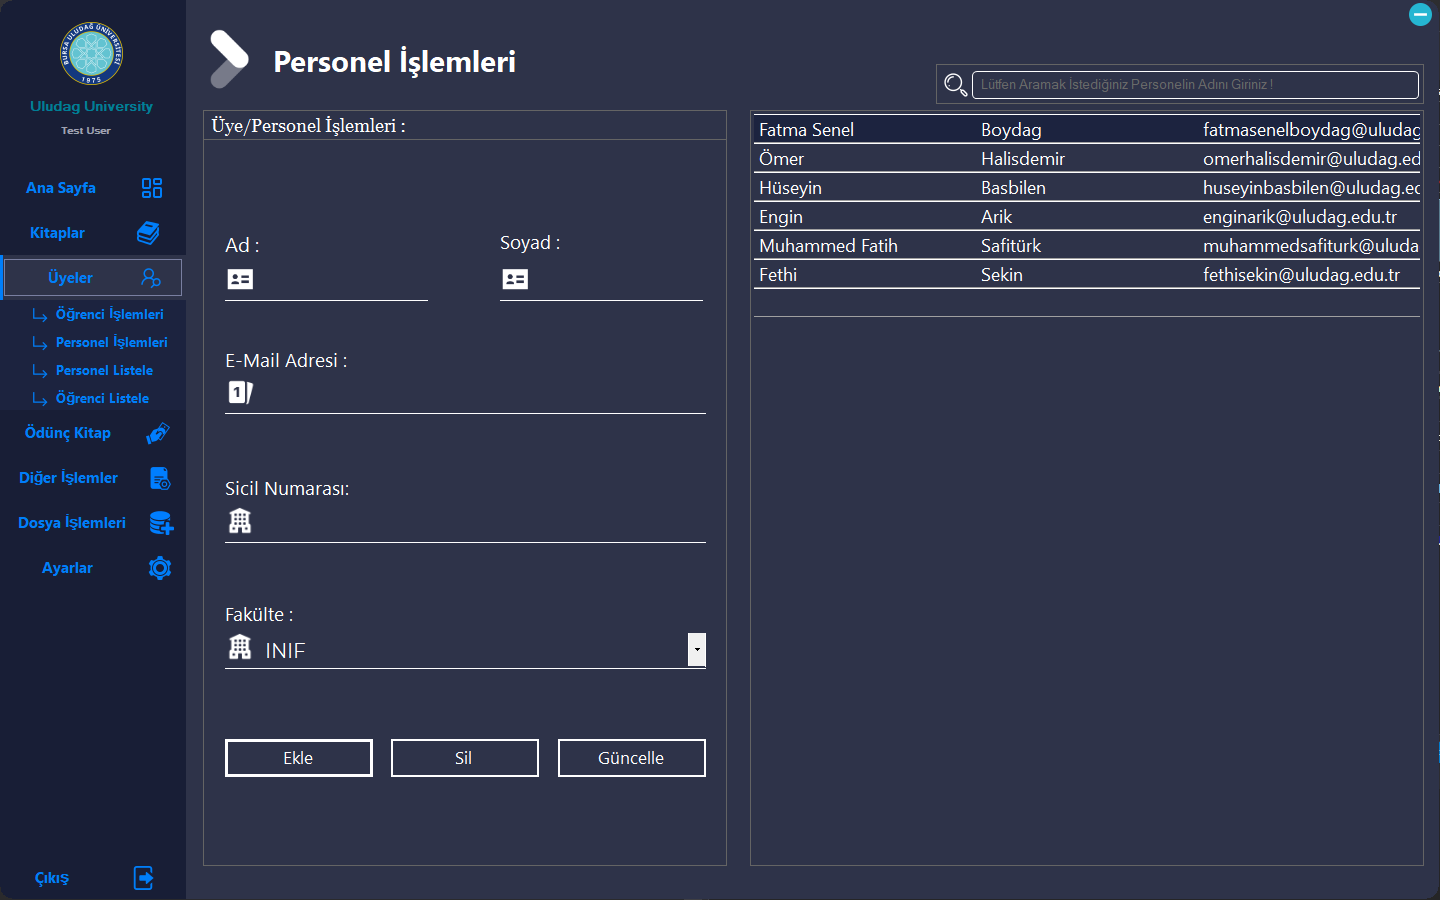 BURSA ULUDAĞ ÜNİVERSİTESİ
1975
Uludag University
Test User
Ana Sayfa
Kitaplar
Üyeler
Öğrenci İşlemleri
Personel İşlemleri
Personel Listele
Öğrenci Listele
Ödünç Kitap
Diğer İşlemler
Dosya İşlemleri
Ayarlar
Çıkış
Personel İşlemleri
Lütfen Aramak İstediğiniz Personelin Adını Giriniz !
Üye/Personel İşlemleri :
Ad :
Soyad :
E-Mail Adresi :
1
Sicil Numarası:
Fakülte :
INIF
Ekle
Sil
Güncelle
Fatma Senel Boydag fatmasenelboydag@uludag
Ömer Halisdemir omerhalisdemir@uludag.ed
Hüseyin Basbilen huseyinbasbilen@uludag.ec
Engin Arik enginarik@uludag.edu.tr
Muhammed Fatih Safitürk muhammedsafiturk@uluda
Fethi Sekin fethisekin@uludag.edu.tr